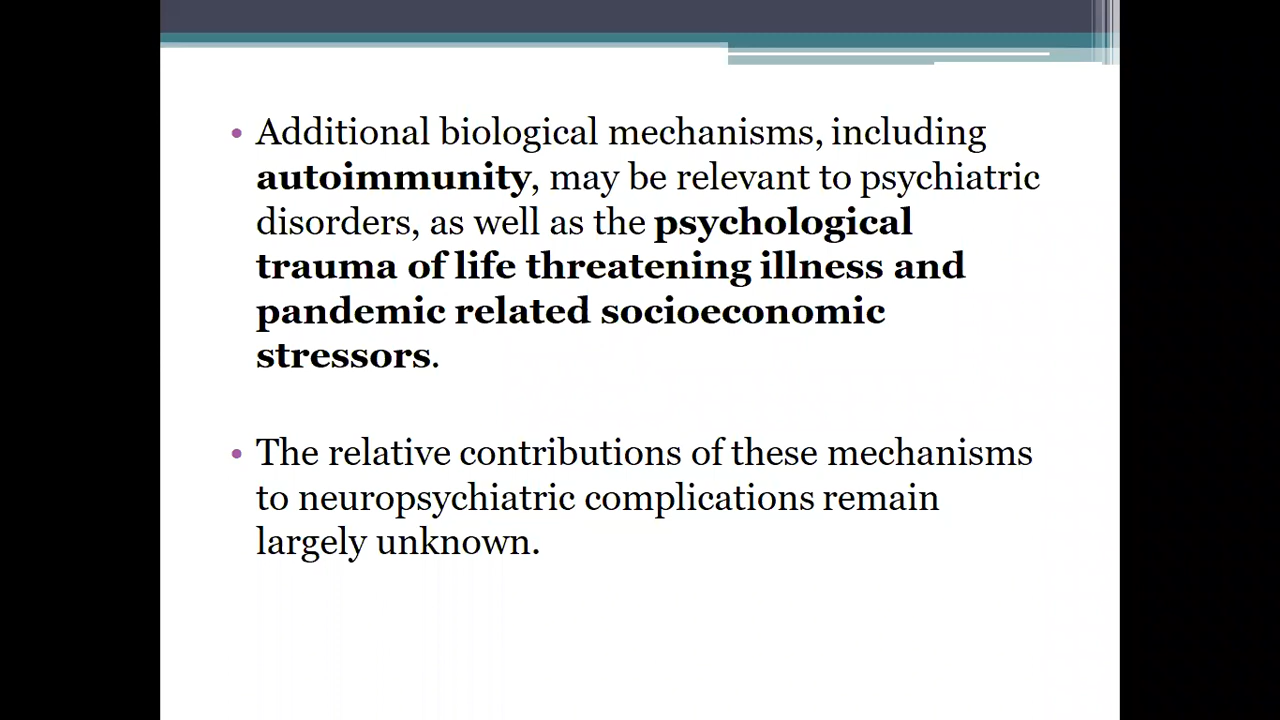 • Additional biological mechanisms, including
autoimmunity, may be relevant to psychiatric
disorders, as well as the psychological
trauma of life threatening illness and
pandemic related socioeconomic
stressors.
• The relative contributions of these mechanisms
to neuropsychiatric complications remain
largely unknown.